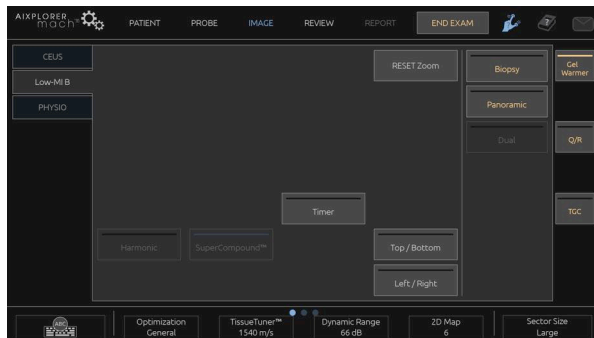 AIXPLORER
mach
PATIENT
PROBE
IMAGE
REVIEW
REPORT
END EXAM
CEUS
Low-MI B
PHYSIO
RESET Zoom
Biopsy
Panoramic
Dual
Gel
Warmer
Q/R
TGC
Timer
Harmonic
SuperCompound™
Top / Bottom
Left / Right
ABC
Optimization
General
TissueTuner™
1540 m/s
Dynamic Range
66 dB
2D Map
6
Sector Size
Large